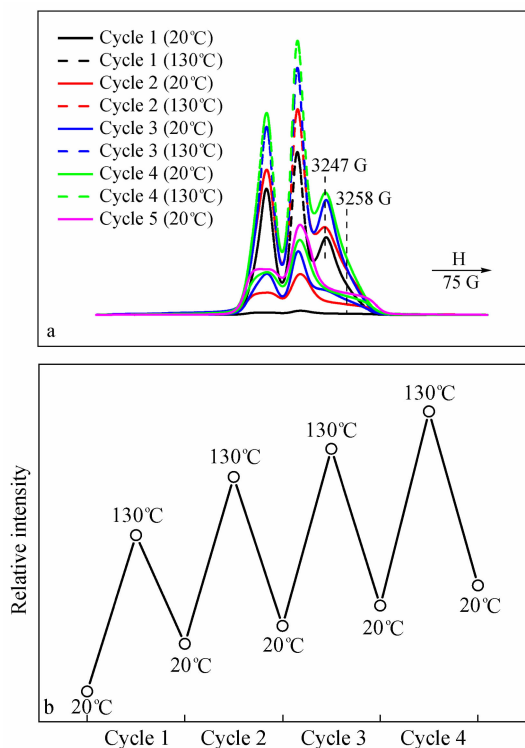 Cycle 1 (20℃)
Cycle 1 (130℃)
Cycle 2 (20℃)
Cycle 2 (130℃)
Cycle 3 (20℃)
Cycle 3 (130℃)
Cycle 4 (20℃)
Cycle 4 (130℃)
Cycle 5 (20℃)
3247 G
3258 G
H
75 G
a
130℃
130℃
130℃
130℃
Relative intensity
20℃
20℃
20℃
20℃
20℃
b
Cycle 1 Cycle 2 Cycle 3 Cycle 4